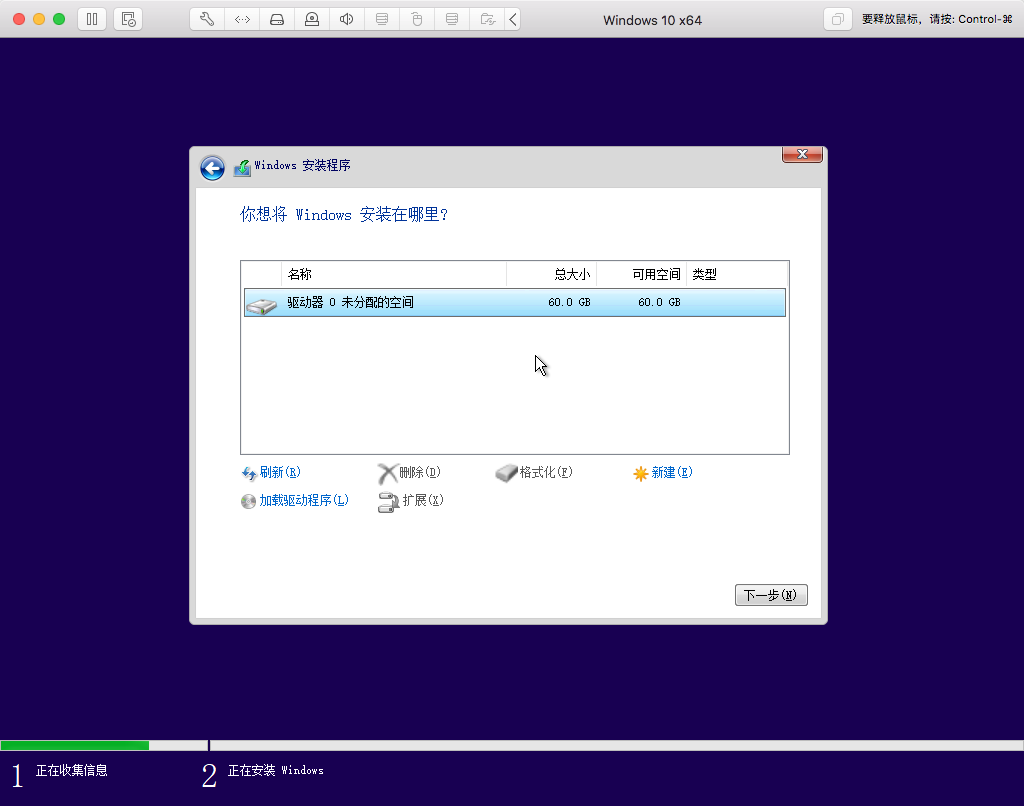 Windows 10 x64
要释放鼠标，请按: Control-⌘
Windows 安装程序
你想将 Windows 安装在哪里?
名称 总大小 可用空间 类型
驱动器 0 未分配的空间 60.0 GB 60.0 GB
刷新(R) 删除(D) 格式化(F) 新建(E)
加载驱动程序(L) 扩展(X)
下一步(N)
1 正在收集信息 2 正在安装 Windows